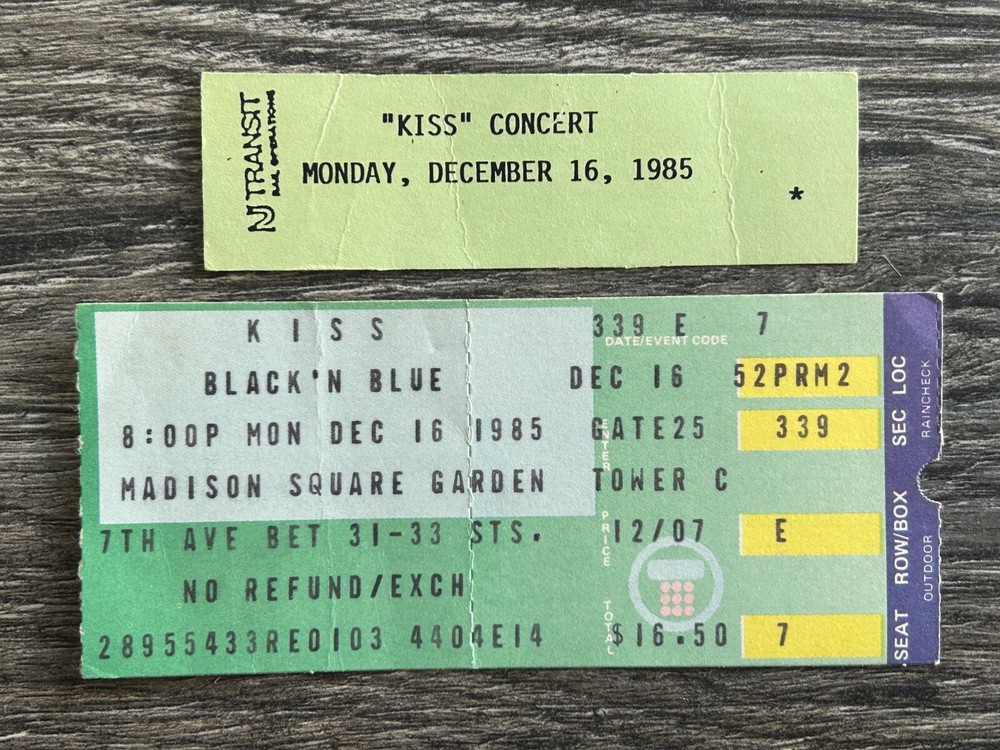 NJ TRANSIT
RAIL OPERATIONS
"KISS" CONCERT
MONDAY, DECEMBER 16, 1985
*
KISS 339 E 7
DATE/EVENT CODE
BLACK'N BLUE DEC 16 52PRM2
8:00P MON DEC 16 1985 GATE25 339
ENTER
MADISON SQUARE GARDEN TOWER C
7TH AVE BET 31-33 STS. 12/07 E
PRICE
NO REFUND/EXCH
28955433RE0103 4404E14 $16.50 7
TOTAL
SEAT ROW/BOX SEC LOC
OUTDOOR RAINCHECK